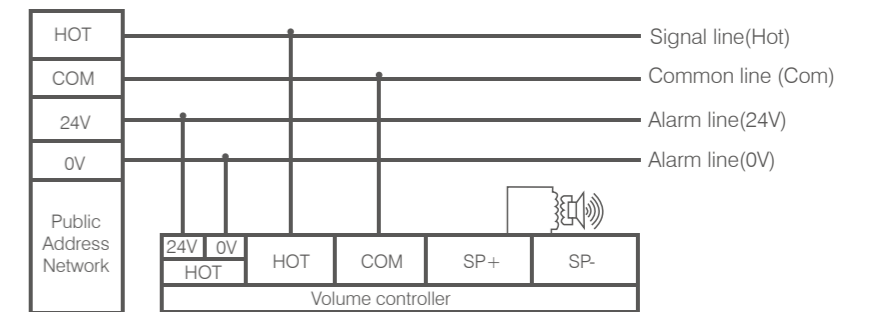 HOT
Signal line(Hot)
COM
Common line (Com)
24V
Alarm line(24V)
0V
Alarm line(0V)
Public
Address
Network
24V
0V
HOT
HOT
COM
SP+
SP-
Volume controller